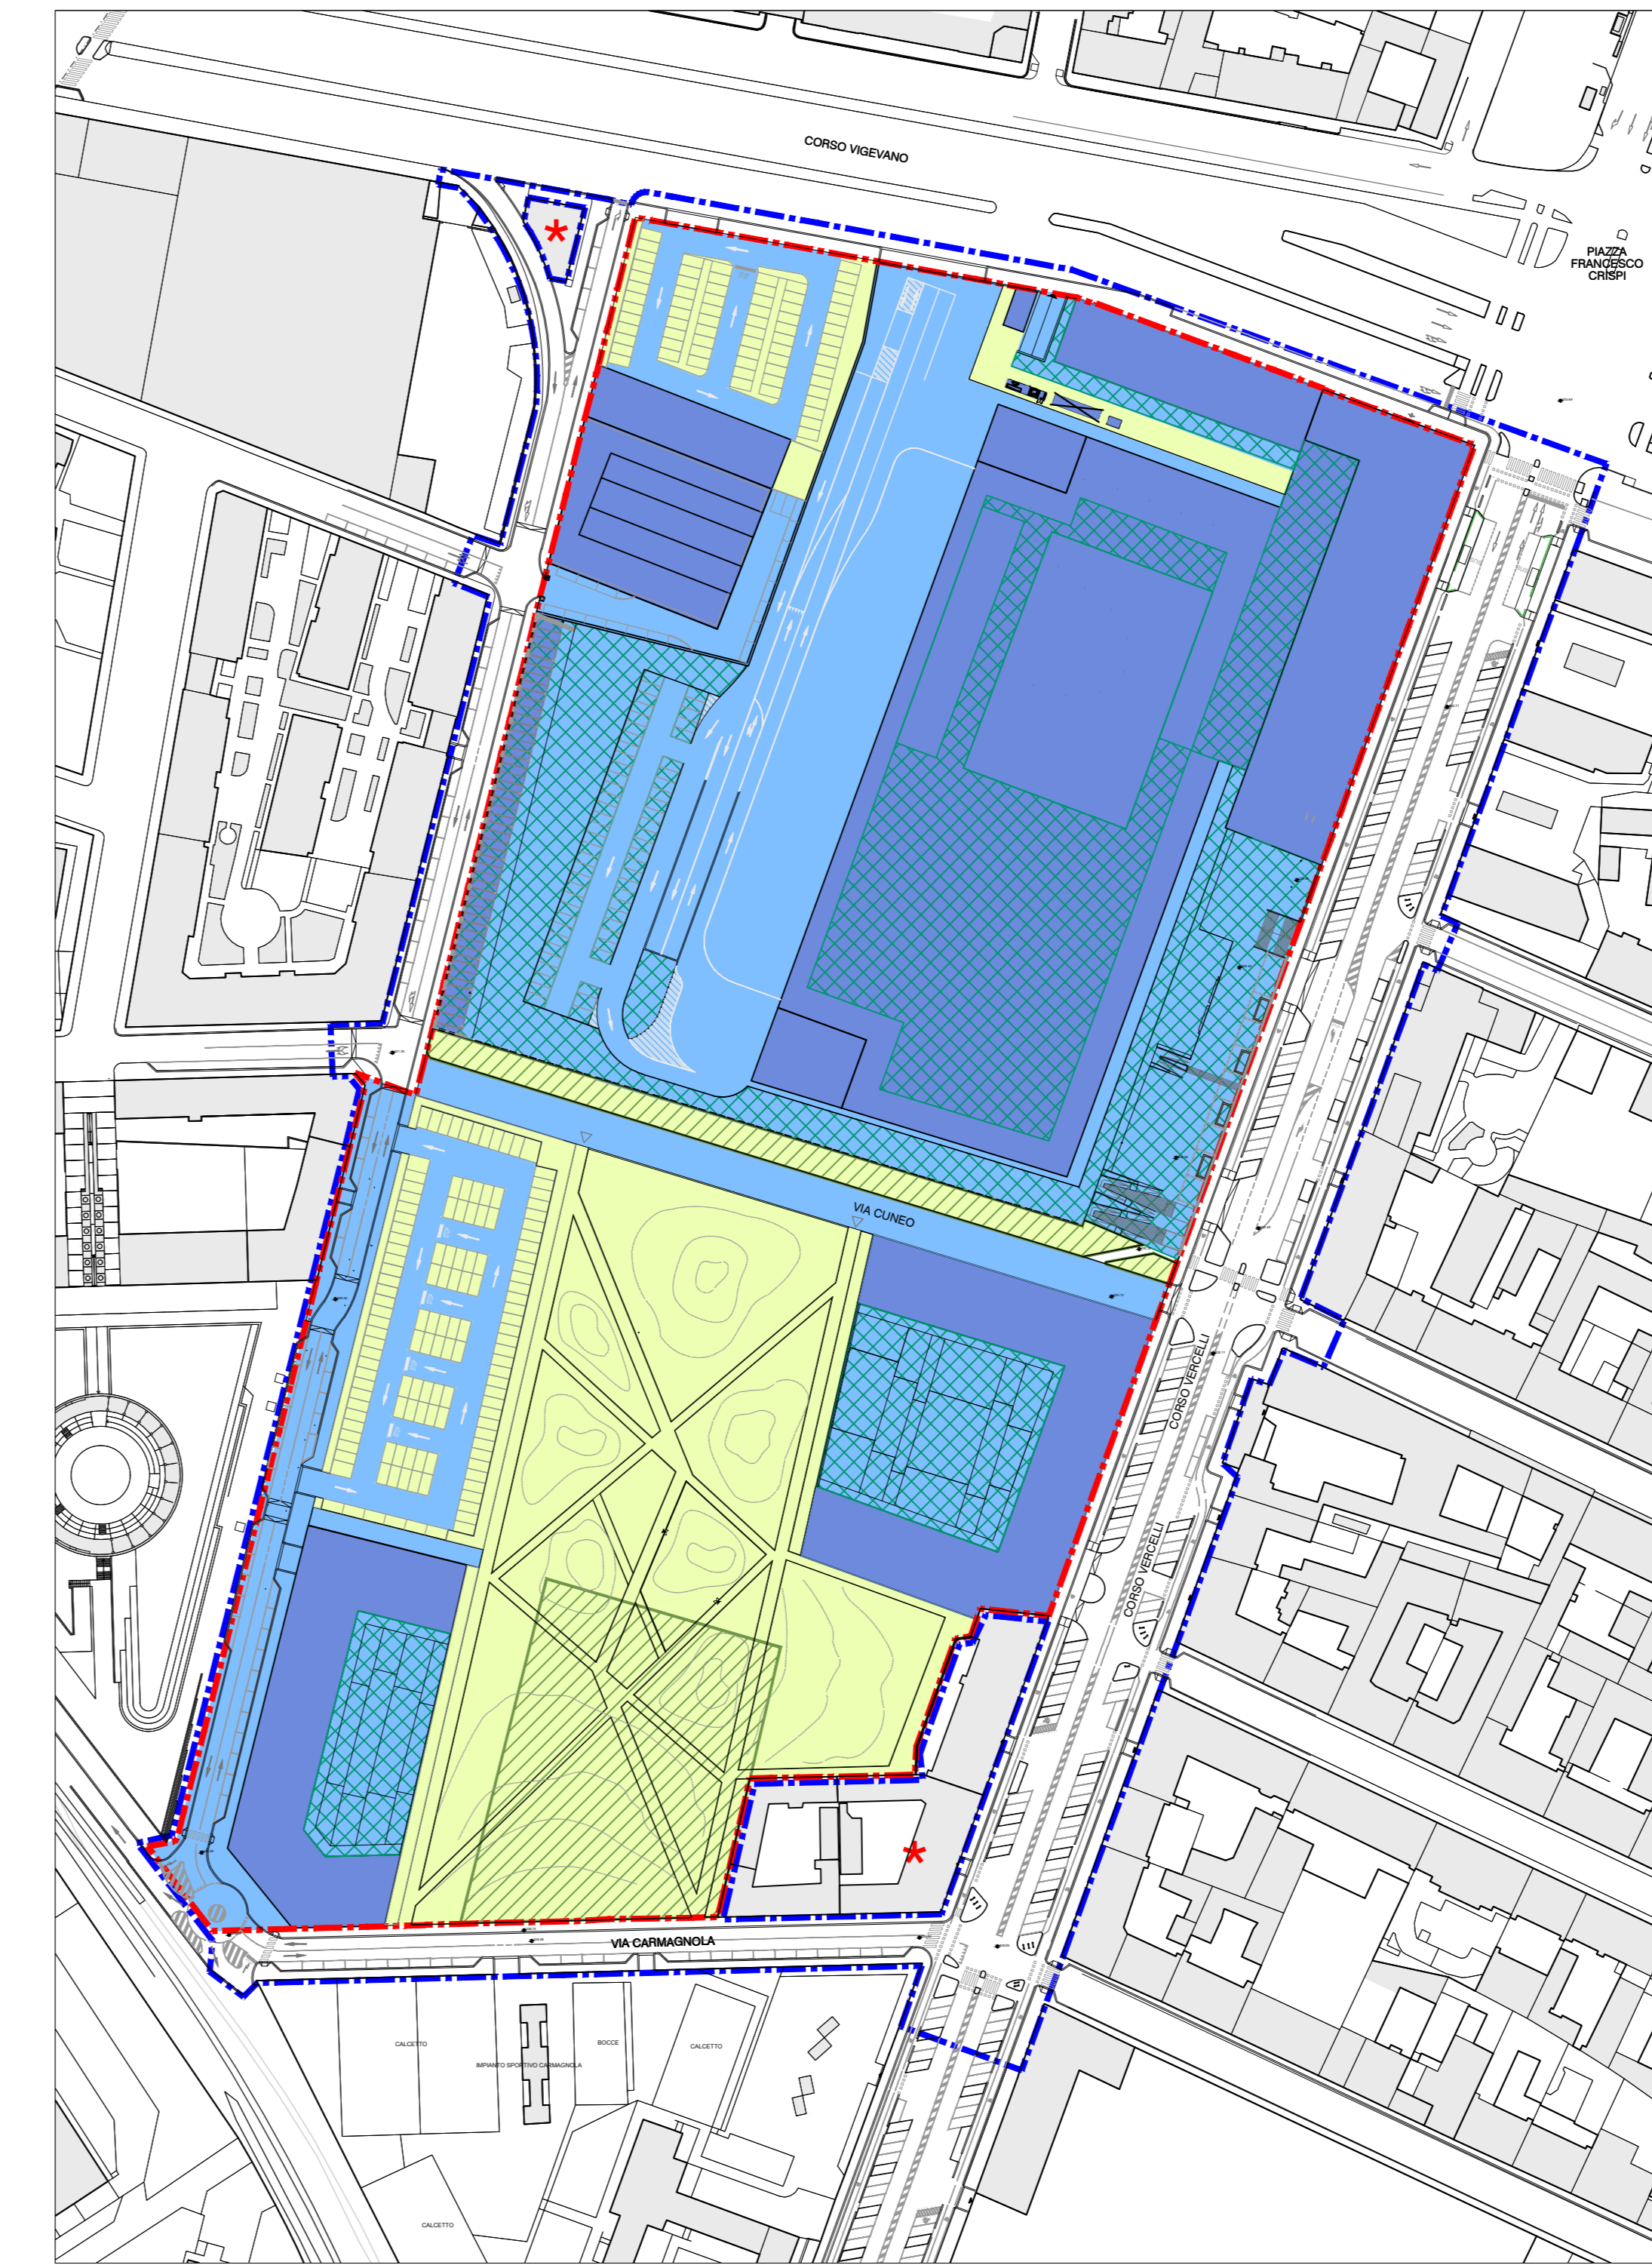 CORSO VIGEVANO
PIAZZA
FRANCESCO
CRISPI
VIA CUNEO
CORSO VERCELLI
CORSO VERCELLI
VIA CARMAGNOLA
CALCETTO
BOCCE
CALCETTO
IMPIANTO SPORTIVO CARMAGNOLA
CALCETTO